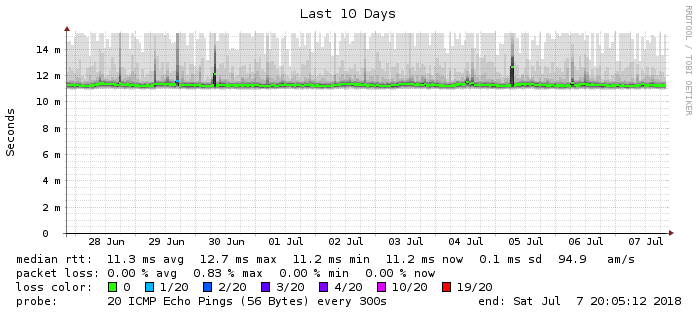 Last 10 Days
RRDTOOL / TOBI OETIKER
Seconds
14 m
12 m
10 m
8 m
6 m
4 m
2 m
0
28 Jun 29 Jun 30 Jun 01 Jul 02 Jul 03 Jul 04 Jul 05 Jul 06 Jul 07 Jul
median rtt: 11.3 ms avg 12.7 ms max 11.2 ms min 11.2 ms now 0.1 ms sd 94.9 am/s
packet loss: 0.00 % avg 0.83 % max 0.00 % min 0.00 % now
loss color: 0 1/20 2/20 3/20 4/20 10/20 19/20
probe: 20 ICMP Echo Pings (56 Bytes) every 300s end: Sat Jul 7 20:05:12 2018